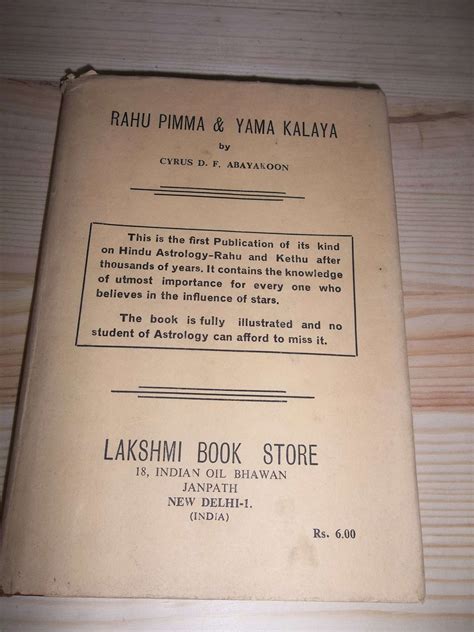 RAHU PIMMA & YAMA KALAYA
by
CYRUS D. F. ABAYAKOON
This is the first Publication of its kind
on Hindu Astrology-Rahu and Kethu after
thousands of years. It contains the knowledge
of utmost importance for every one who
believes in the influence of stars.
The book is fully illustrated and no
student of Astrology can afford to miss it.
LAKSHMI BOOK STORE
18, INDIAN OIL BHAWAN
JANPATH
NEW DELHI-1.
(INDIA)
Rs. 6.00